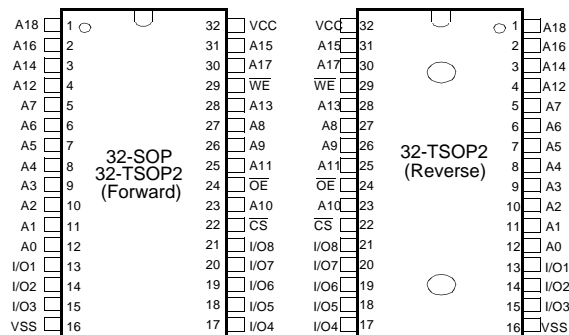 A18 1 32 VCC VCC 32 1 A18
A16 2 31 A15 A15 31 2 A16
A14 3 30 A17 A17 30 3 A14
A12 4 29 WE WE 29 4 A12
A7 5 28 A13 A13 28 5 A7
A6 6 27 A8 A8 27 6 A6
A5 7 26 A9 A9 26 7 A5
32-SOP
32-TSOP2
(Forward)
32-TSOP2
(Reverse)
A4 8 25 A11 A11 25 8 A4
A3 9 24 OE OE 24 9 A3
A2 10 23 A10 A10 23 10 A2
A1 11 22 CS CS 22 11 A1
A0 12 21 I/O8 I/O8 21 12 A0
I/O1 13 20 I/O7 I/O7 20 13 I/O1
I/O2 14 19 I/O6 I/O6 19 14 I/O2
I/O3 15 18 I/O5 I/O5 18 15 I/O3
VSS 16 17 I/O4 I/O4 17 16 VSS